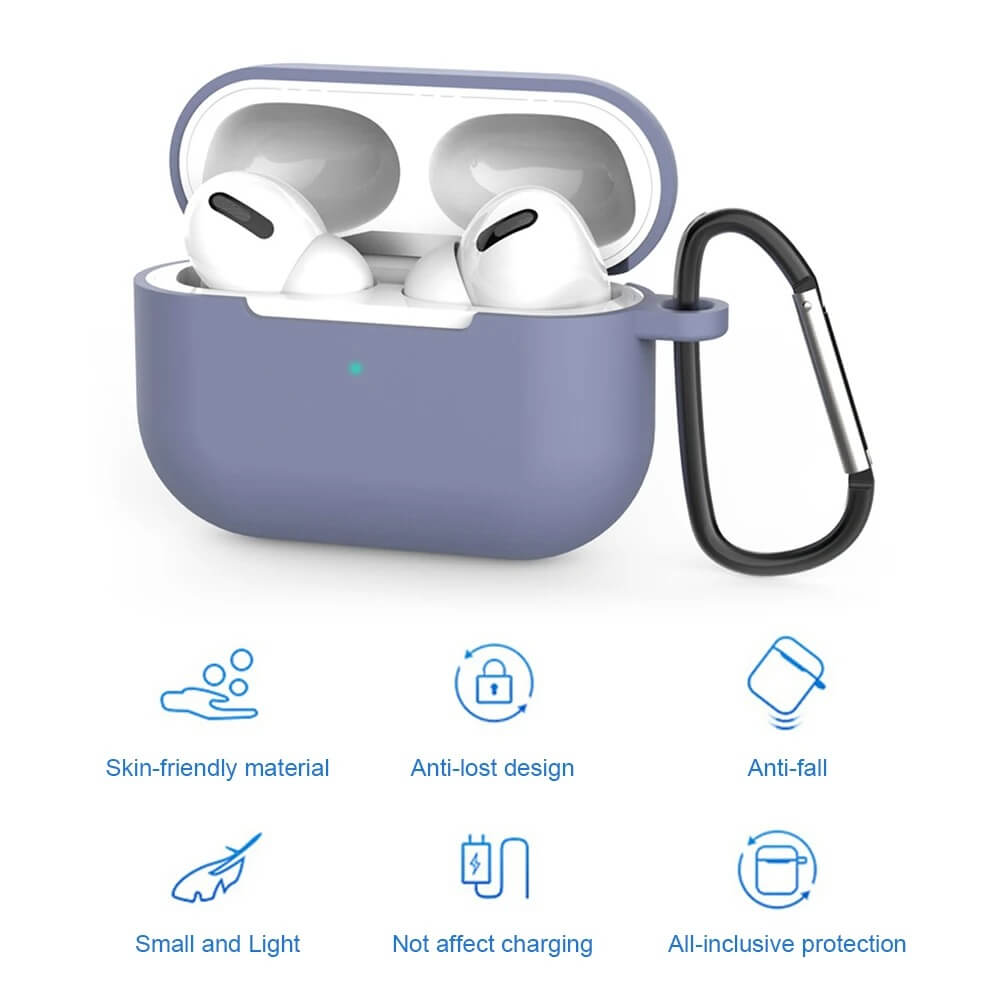 Skin-friendly material
Anti-lost design
Anti-fall
Small and Light
Not affect charging
All-inclusive protection